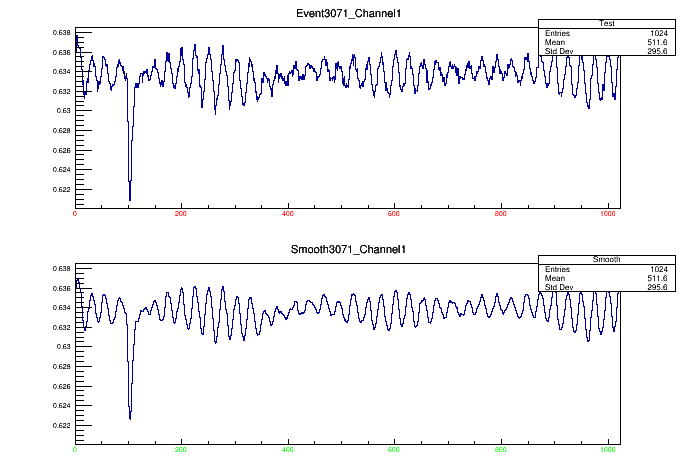 Event3071_Channel1
Test
Entries 1024
Mean 511.6
Std Dev 295.6
0.638
0.636
0.634
0.632
0.63
0.628
0.626
0.624
0.622
0 200 400 600 800 1000
Smooth3071_Channel1
Smooth
Entries 1024
Mean 511.6
Std Dev 295.6
0.638
0.636
0.634
0.632
0.63
0.628
0.626
0.624
0.622
0 200 400 600 800 1000